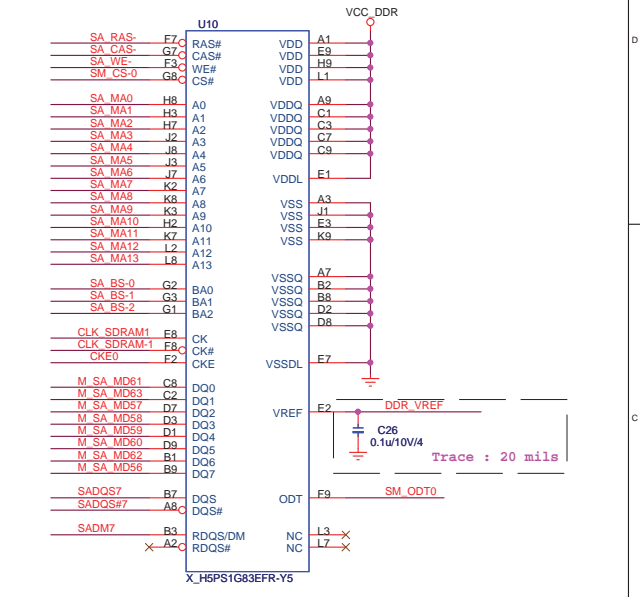 VCC_DDR
U10
SA_RAS- F7 RAS# VDD A1
SA_CAS- G7 CAS# VDD E9
SA_WE- F3 WE# VDD H9
SM_CS-0 G8 CS# VDD L1
SA_MA0 H8 A0 VDDQ A9
SA_MA1 H3 A1 VDDQ C1
SA_MA2 H7 A2 VDDQ C3
SA_MA3 J2 A3 VDDQ C7
SA_MA4 J8 A4 VDDQ C9
SA_MA5 J3 A5
SA_MA6 J7 A6 VDDL E1
SA_MA7 K2 A7
SA_MA8 K8 A8 VSS A3
SA_MA9 K3 A9 VSS J1
SA_MA10 H2 A10 VSS E3
SA_MA11 K7 A11 VSS K9
SA_MA12 L2 A12
SA_MA13 L8 A13
VSSQ A7
SA_BS-0 G2 BA0 VSSQ B2
SA_BS-1 G3 BA1 VSSQ B8
SA_BS-2 G1 BA2 VSSQ D2
VSSQ D8
CLK_SDRAM1 E8 CK
CLK_SDRAM-1 F8 CK#
CKE0 F2 CKE VSSDL E7
M_SA_MD61 C8 DQ0
M_SA_MD63 C2 DQ1
M_SA_MD57 D7 DQ2 VREF E2 DDR_VREF
M_SA_MD58 D3 DQ3
M_SA_MD59 D1 DQ4 C26
M_SA_MD60 D9 DQ5 0.1u/10V/4
M_SA_MD62 B1 DQ6 Trace : 20 mils
M_SA_MD56 B9 DQ7
SADQS7 B7 DQS ODT F9 SM_ODT0
SADQS#7 A8 DQS#
SADM7 B3 RDQS/DM NC L3
A2 RDQS# NC L7
X_H5PS1G83EFR-Y5
D
C